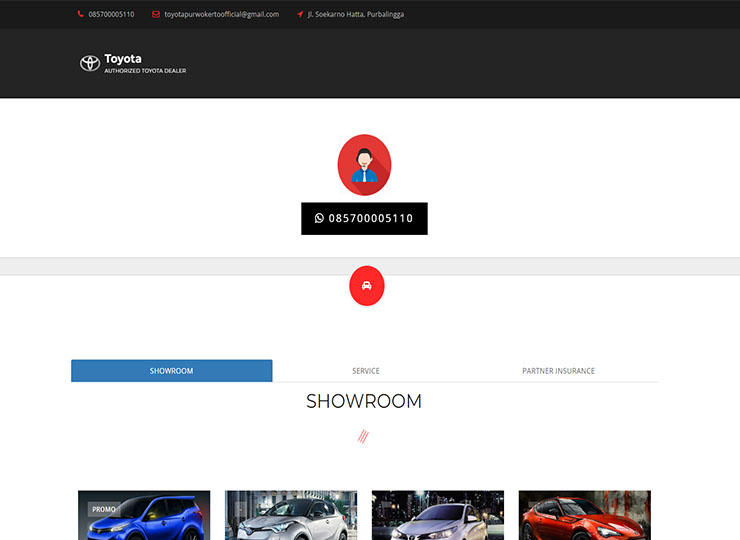 085700005110 toyotapurwokertoofficial@gmail.com Jl. Soekarno Hatta, Purbalingga
Toyota
AUTHORIZED TOYOTA DEALER
085700005110
SHOWROOM SERVICE PARTNER INSURANCE
SHOWROOM
PROMO